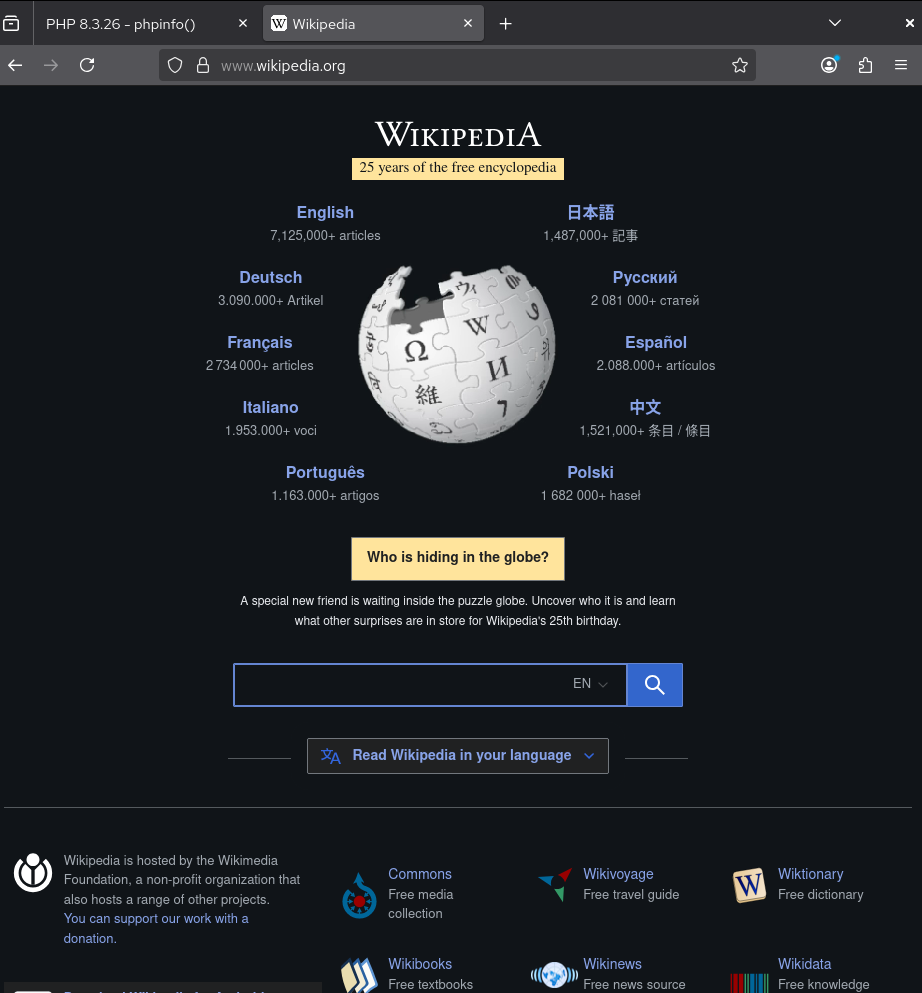 PHP 8.3.26 - phpinfo()
Wikipedia
www.wikipedia.org
WIKIPEDIA
25 years of the free encyclopedia
English
7,125,000+ articles
日本語
1,487,000+ 記事
Deutsch
3.090.000+ Artikel
Русский
2 081 000+ статей
Français
2 734 000+ articles
Español
2.088.000+ artículos
Italiano
1.953.000+ voci
中文
1,521,000+ 条目 / 條目
Português
1.163.000+ artigos
Polski
1 682 000+ haseł
Ω
W
И
維
ウィ
7
Who is hiding in the globe?
A special new friend is waiting inside the puzzle globe. Uncover who it is and learn
what other surprises are in store for Wikipedia's 25th birthday.
EN
Read Wikipedia in your language
Wikipedia is hosted by the Wikimedia
Foundation, a non-profit organization that
also hosts a range of other projects.
You can support our work with a
donation.
Commons
Free media
collection
Wikivoyage
Free travel guide
W
Wiktionary
Free dictionary
Wikibooks
Free textbooks
Wikinews
Free news source
Wikidata
Free knowledge